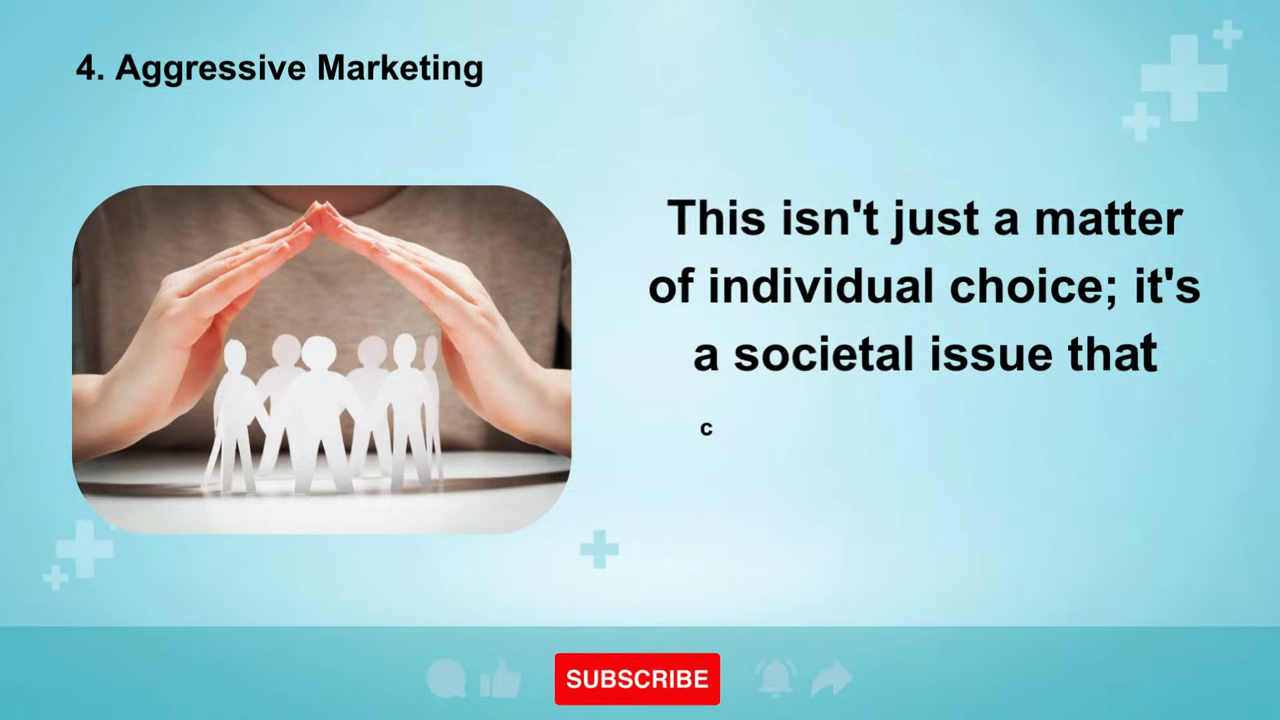 4. Aggressive Marketing
This isn't just a matter
of individual choice; it's
a societal issue that
c
SUBSCRIBE